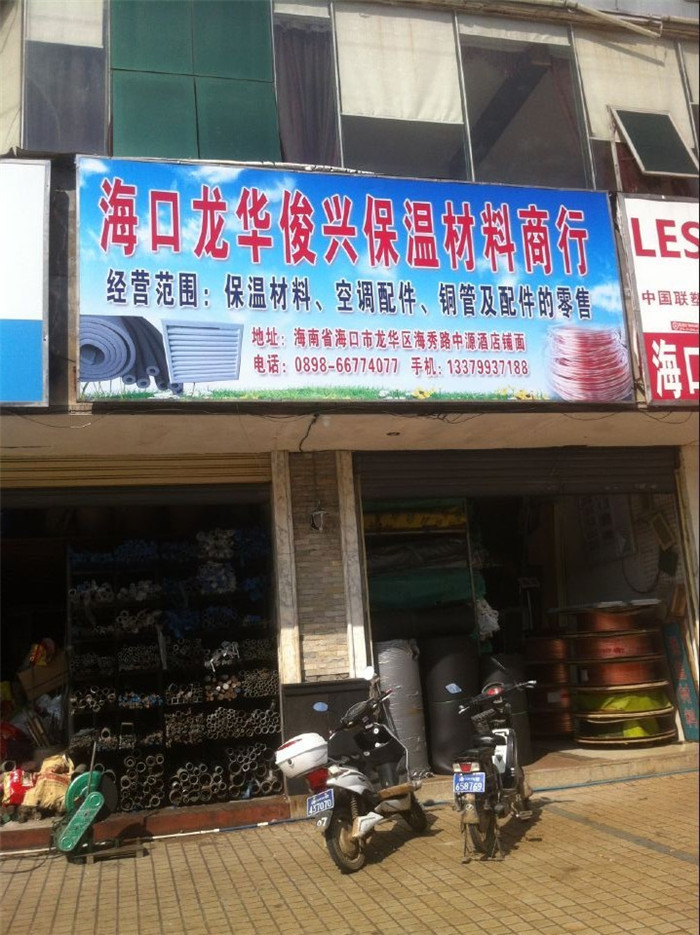 海口龙华俊兴保温材料商行
经营范围：保温材料、空调配件、铜管及配件的零售
地址：海南省海口市龙华区海秀路中源酒店铺面
电话：0898-66774077 手机：13379937188
LES
中国联塑
海口
437070
658769